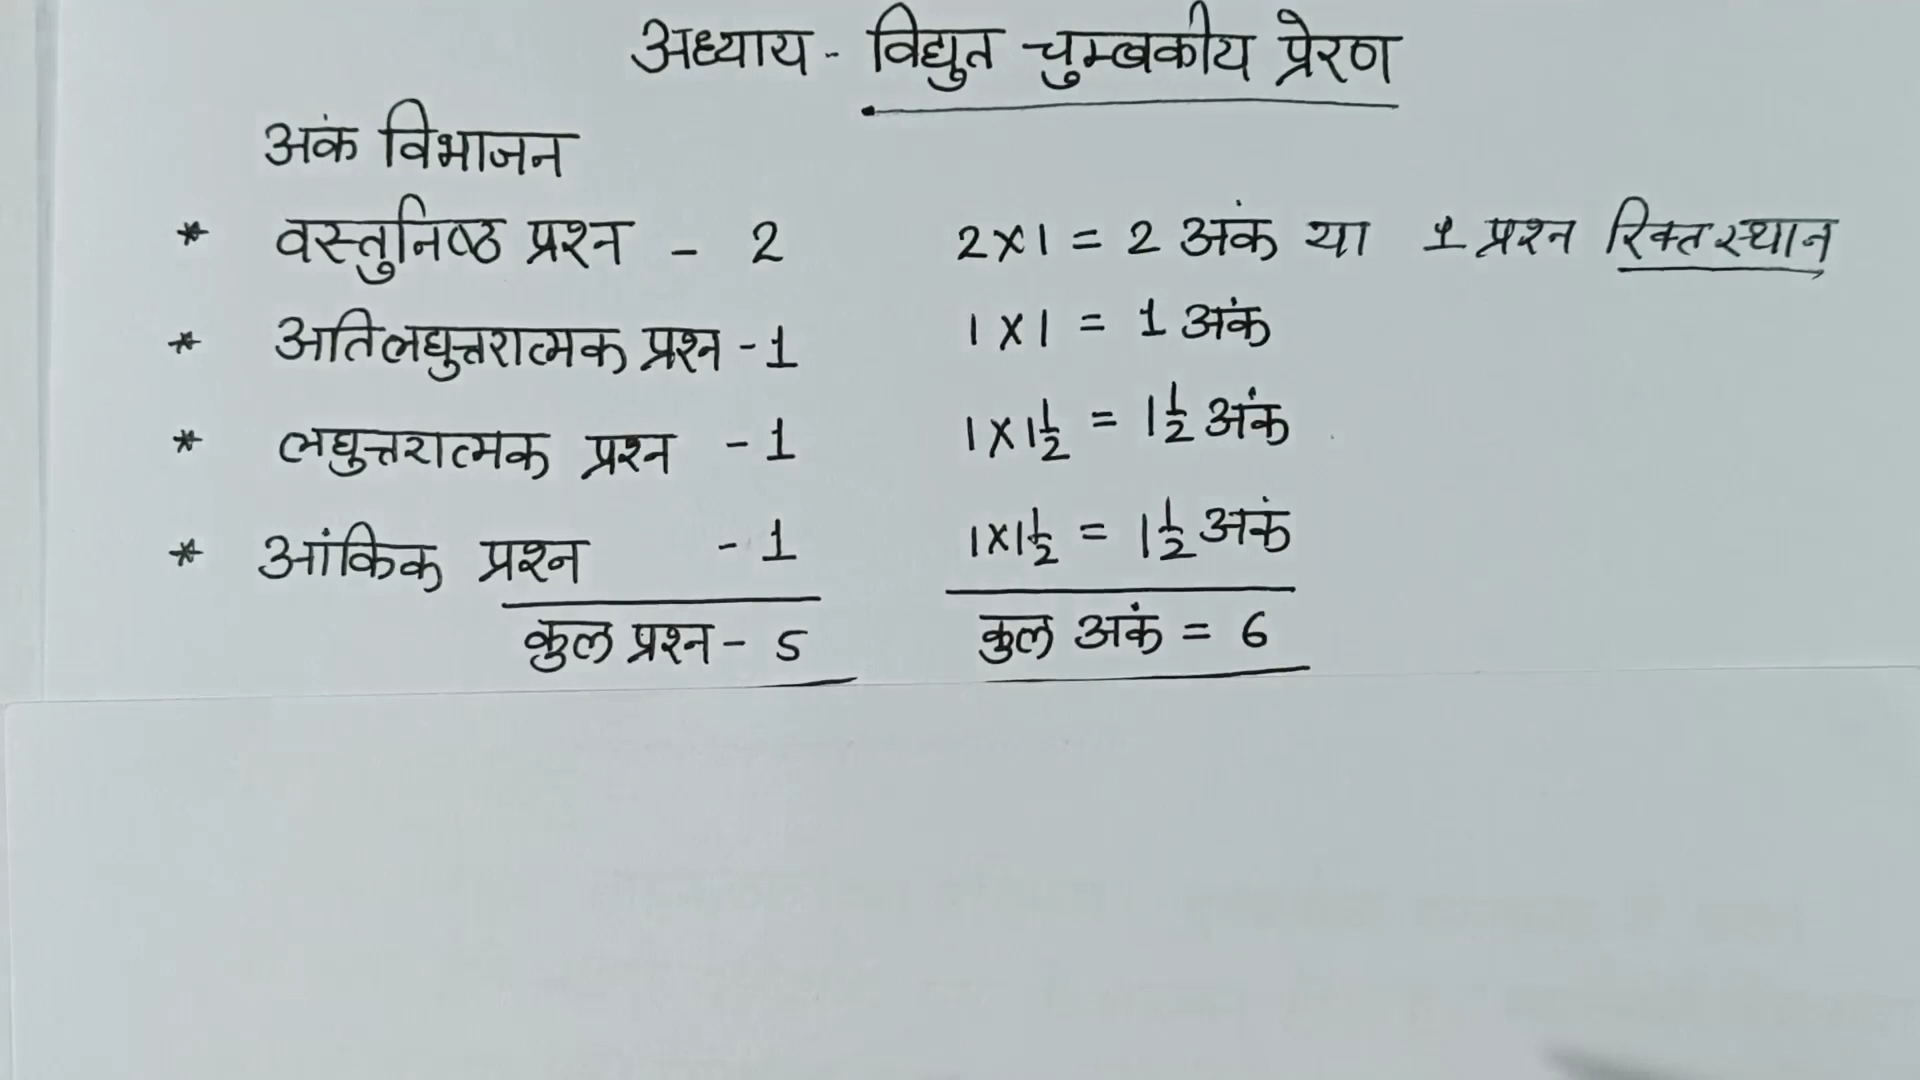 अध्याय - विद्युत चुम्बकीय प्रेरण
अंक विभाजन
* वस्तुनिष्ठ प्रश्न - 2 2×1 = 2 अंक या 1 प्रश्न रिक्त स्थान
* अतिलघुत्तरात्मक प्रश्न - 1 1×1 = 1 अंक
* लघुत्तरात्मक प्रश्न - 1 1×1½ = 1½ अंक
* आंकिक प्रश्न - 1 1×1½ = 1½ अंक
कुल प्रश्न - 5 कुल अंक = 6